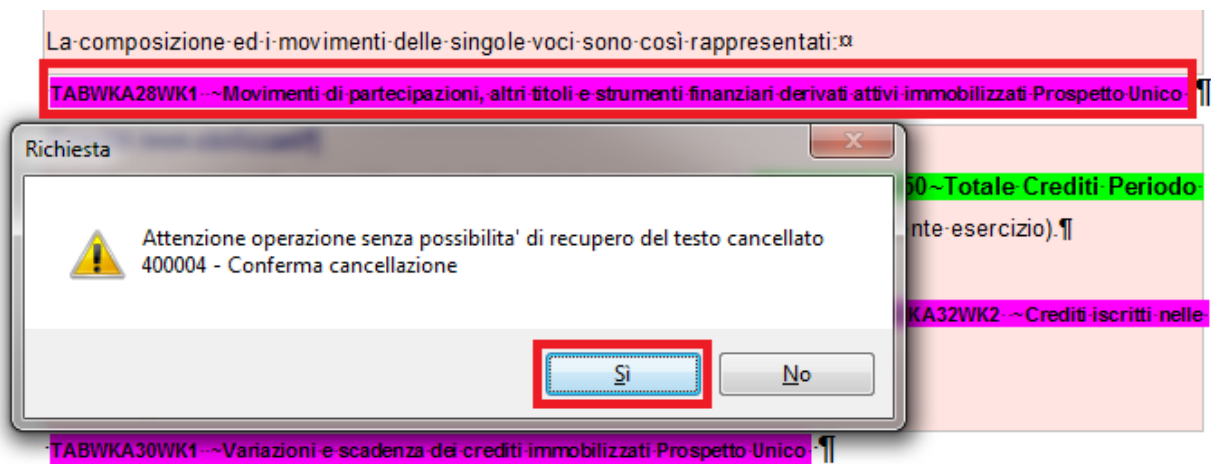 La·composizione·ed·i·movimenti·delle·singole·voci·sono·così·rappresentati:¤
TABWKA28WK1··~Movimenti·di·partecipazioni,·altri·titoli·e·strumenti·finanziari·derivati·attivi·immobilizzati·Prospetto·Unico·¶
Richiesta
50~Totale·Crediti·Periodo·
Attenzione operazione senza possibilita' di recupero del testo cancellato
nte·esercizio).¶
400004 - Conferma cancellazione
KA32WK2··~Crediti·iscritti·nelle·
Sì
No
·TABWKA30WK1··~Variazioni·e·scadenza·dei·crediti·immobilizzati·Prospetto·Unico·¶